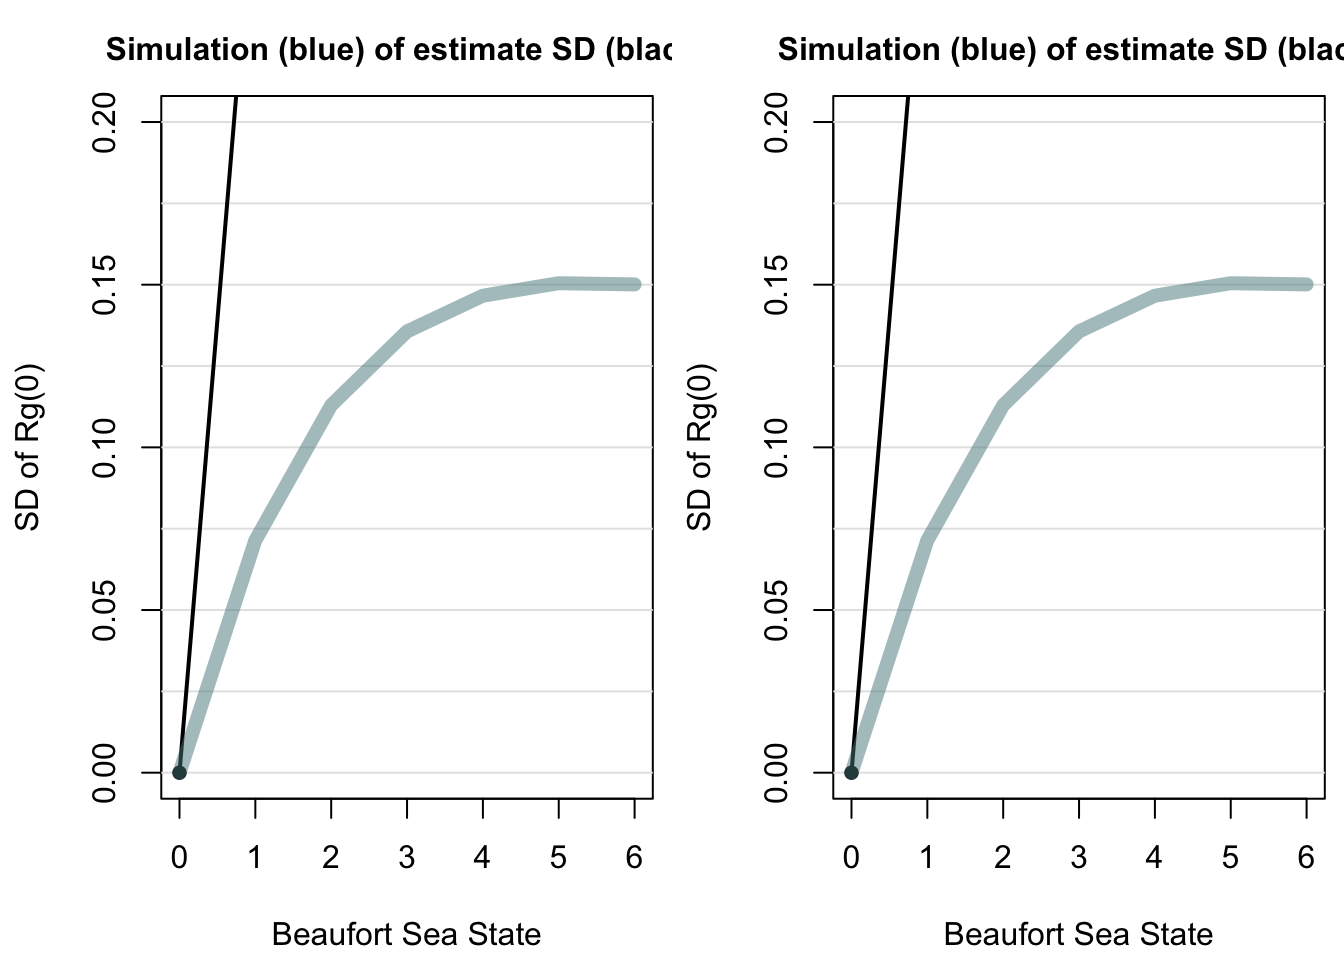 Simulation (blue) of estimate SD (blac
SD of Rg(0)
0.20
0.15
0.10
0.05
0.00
0 1 2 3 4 5 6
Beaufort Sea State
Simulation (blue) of estimate SD (blac
SD of Rg(0)
0.20
0.15
0.10
0.05
0.00
0 1 2 3 4 5 6
Beaufort Sea State